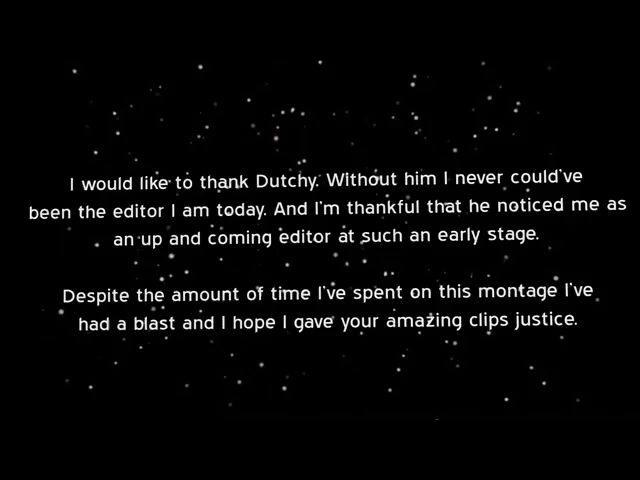 I would like to thank Dutchy. Without him I never could've
been the editor I am today. And I'm thankful that he noticed me as
an up and coming editor at such an early stage.
Despite the amount of time I've spent on this montage I've
had a blast and I hope I gave your amazing clips justice.